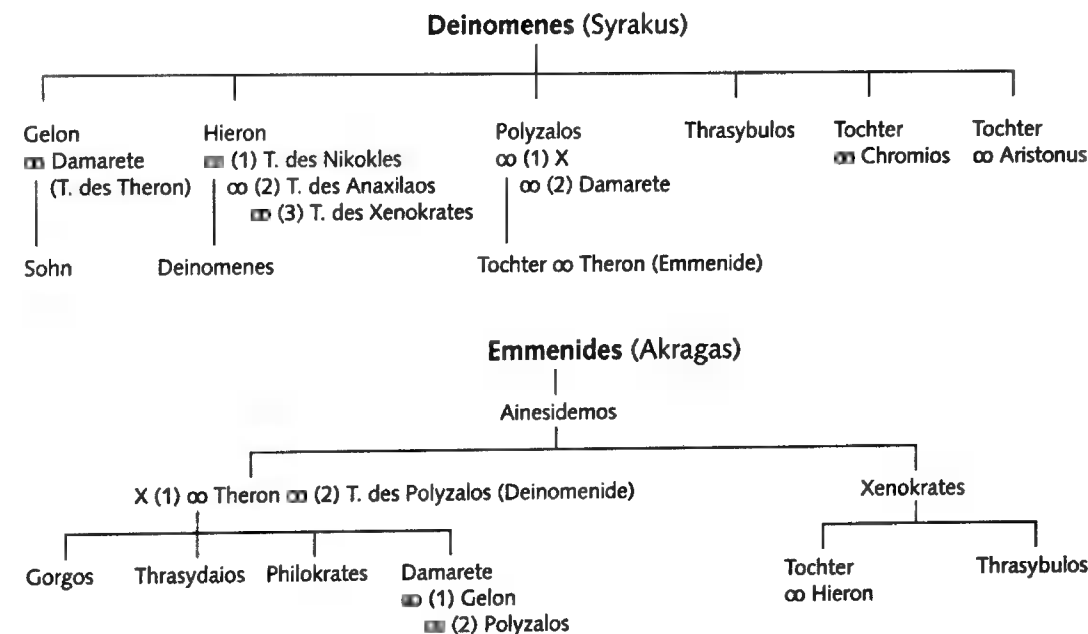 Deinomenes (Syrakus)
Gelon Hieron Polyzalos Thrasybulos Tochter Tochter
∞ Damarete ∞ (1) T. des Nikokles ∞ (1) X ∞ Chromios ∞ Aristonus
(T. des Theron) ∞ (2) T. des Anaxilaos ∞ (2) Damarete
∞ (3) T. des Xenokrates
Sohn Deinomenes Tochter ∞ Theron (Emmenide)
Emmenides (Akragas)
Ainesidemos
X (1) ∞ Theron ∞ (2) T. des Polyzalos (Deinomenide) Xenokrates
Gorgos Thrasydaios Philokrates Damarete Tochter Thrasybulos
∞ (1) Gelon ∞ Hieron
∞ (2) Polyzalos